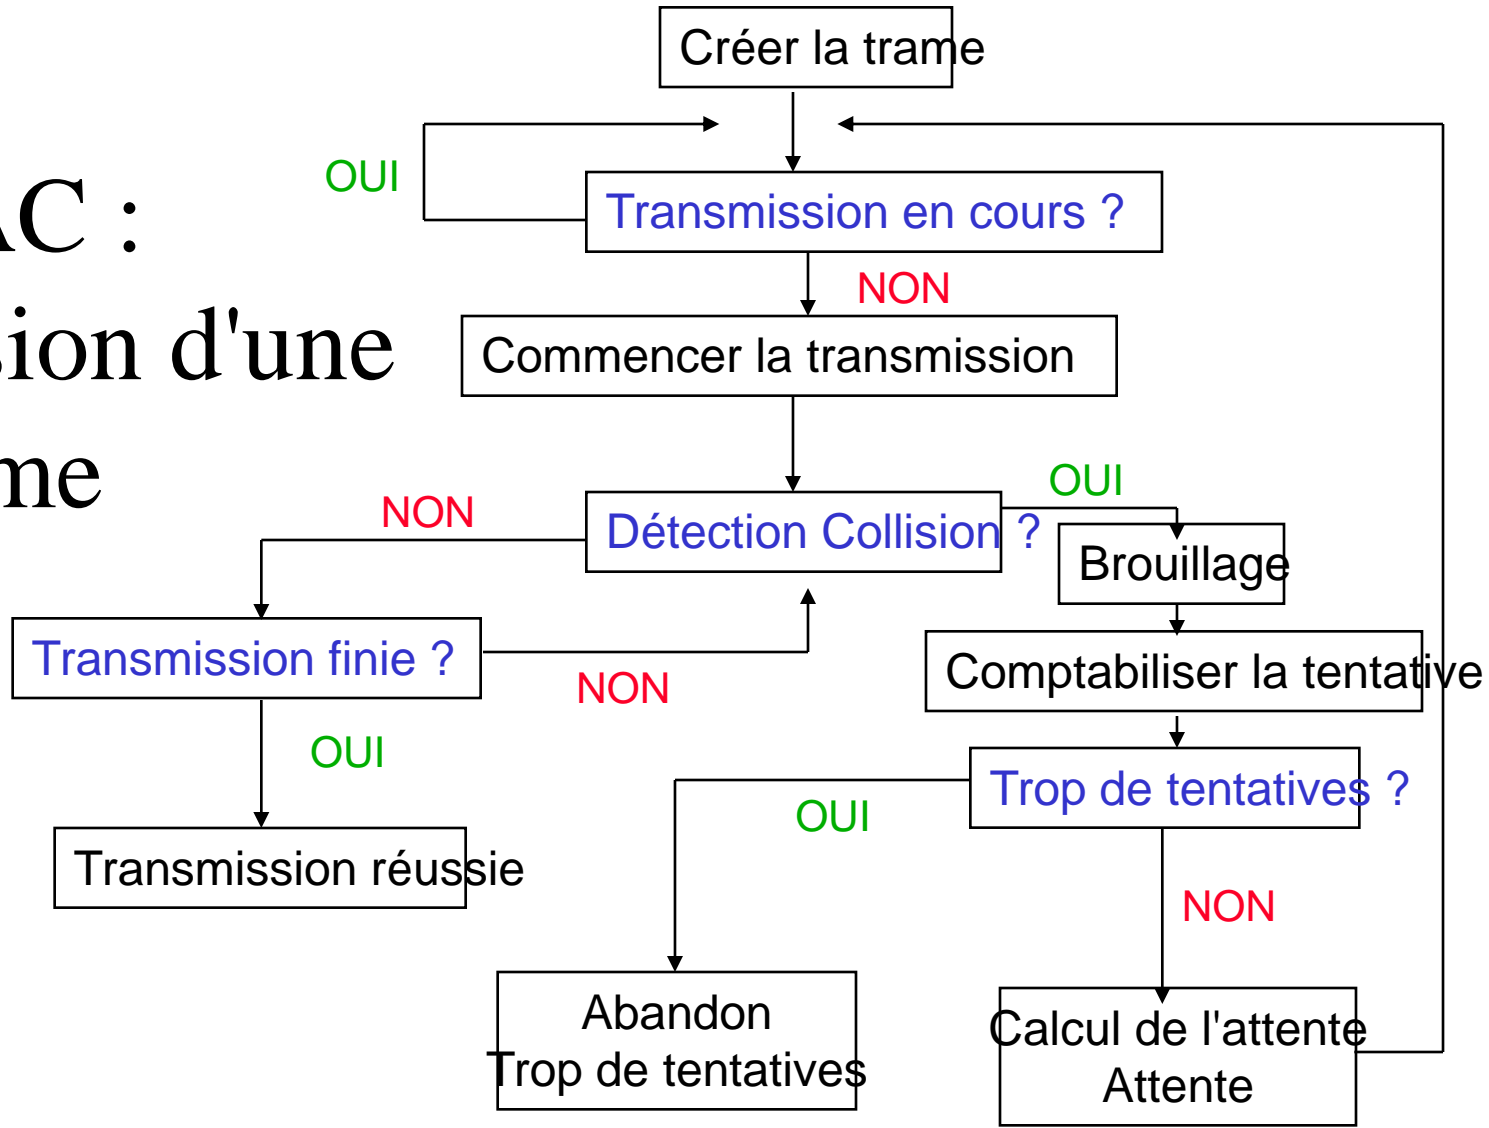 Créer la trame
OUI
AC :
Transmission en cours ?
NON
sion d'une
Commencer la transmission
me
OUI
NON
Détection Collision ?
Brouillage
Transmission finie ?
NON
Comptabiliser la tentative
OUI
Trop de tentatives ?
OUI
Transmission réussie
NON
Abandon
Trop de tentatives
Calcul de l'attente
Attente